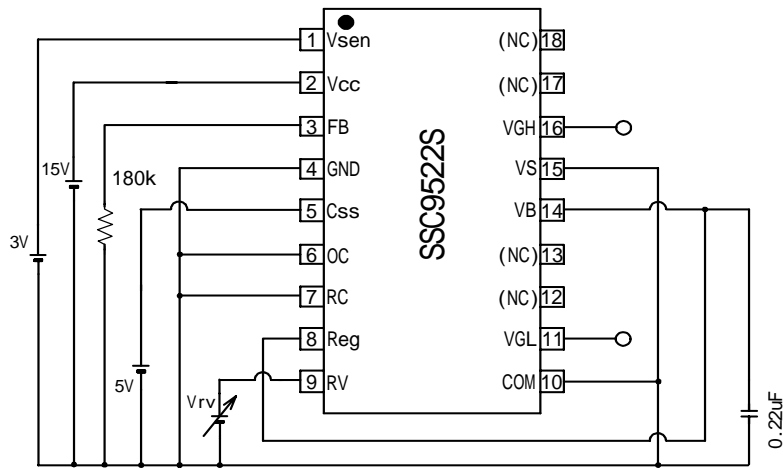 1 Vsen
2 Vcc
3 FB
4 GND
5 Css
6 OC
7 RC
8 Reg
9 RV
SSC9522S
(NC) 18
(NC) 17
VGH 16
VS 15
VB 14
(NC) 13
(NC) 12
VGL 11
COM 10
15V
180k
3V
5V
Vrv
0.22uF